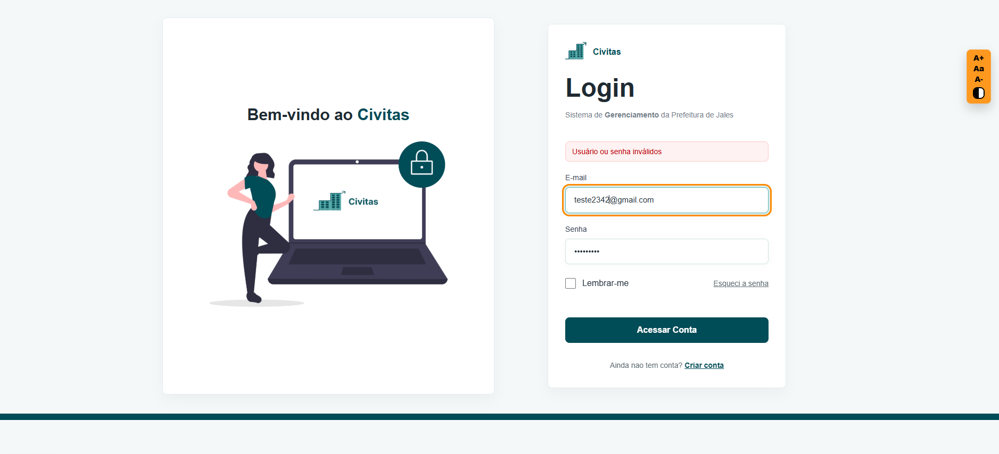 Bem-vindo ao Civitas
Civitas
Civitas
Login
Sistema de Gerenciamento da Prefeitura de Jales
Usuário ou senha inválidos
E-mail
teste2342@gmail.com
Senha
•••••••••
Lembrar-me
Esqueci a senha
Acessar Conta
Ainda nao tem conta? Criar conta
A+
Aa
A-